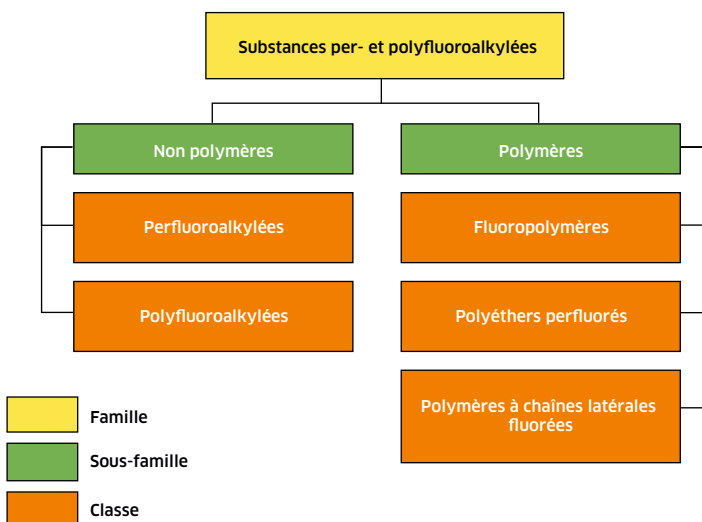 Substances per- et polyfluoroalkylées
Non polymères
Polymères
Perfluoroalkylées
Fluoropolymères
Polyfluoroalkylées
Polyéthers perfluorés
Polymères à chaînes latérales
fluorées
Famille
Sous-famille
Classe